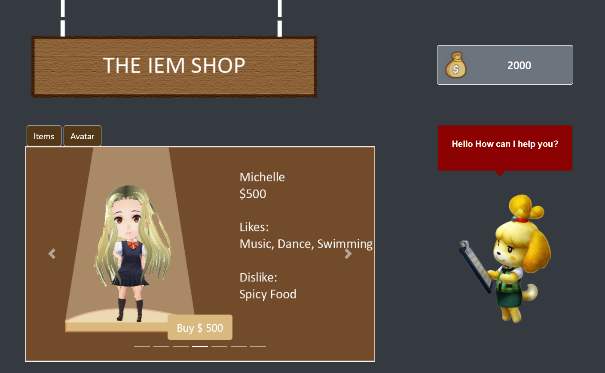 THE IEM SHOP
2000
Items
Avatar
Hello How can I help you?
Michelle
$500
Likes:
Music, Dance, Swimming
Dislike:
Spicy Food
Buy $ 500